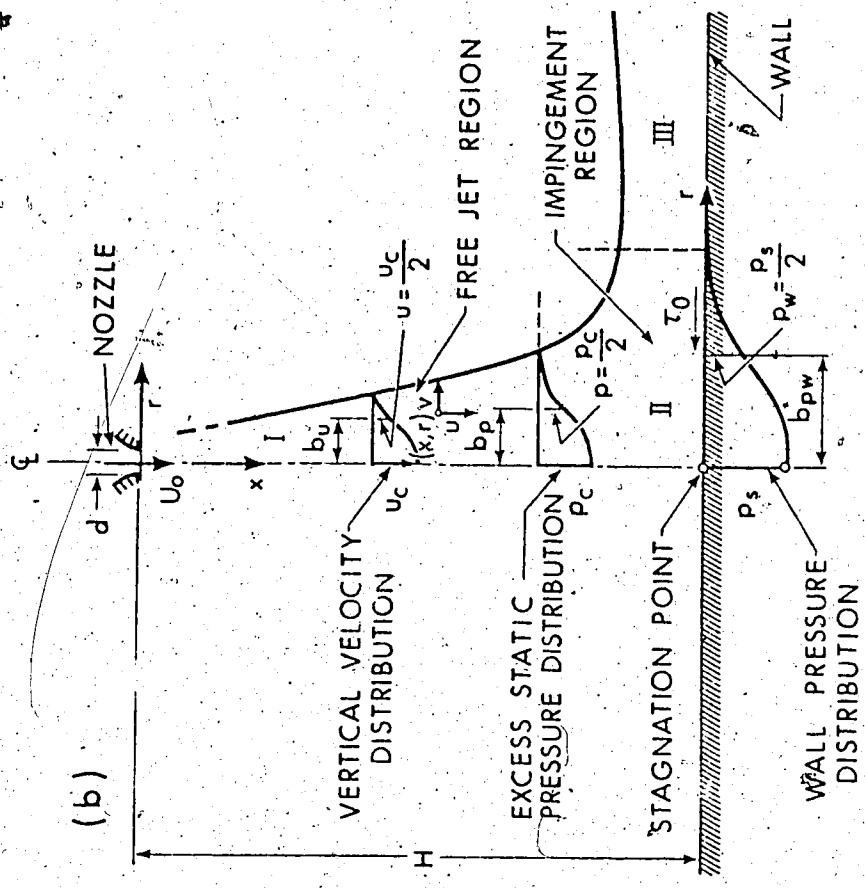 (b)
℄
d
NOZZLE
r
U₀
x
I
b_u
u = u_c/2
u_c
(x,r)
v
u
FREE JET REGION
VERTICAL VELOCITY
DISTRIBUTION
b_p
p = p_c/2
p_c
IMPINGEMENT
REGION
EXCESS STATIC
PRESSURE DISTRIBUTION
II
III
H
τ₀
r
STAGNATION POINT
p_s
p_w = p_s/2
b_pw
WALL
WALL PRESSURE
DISTRIBUTION